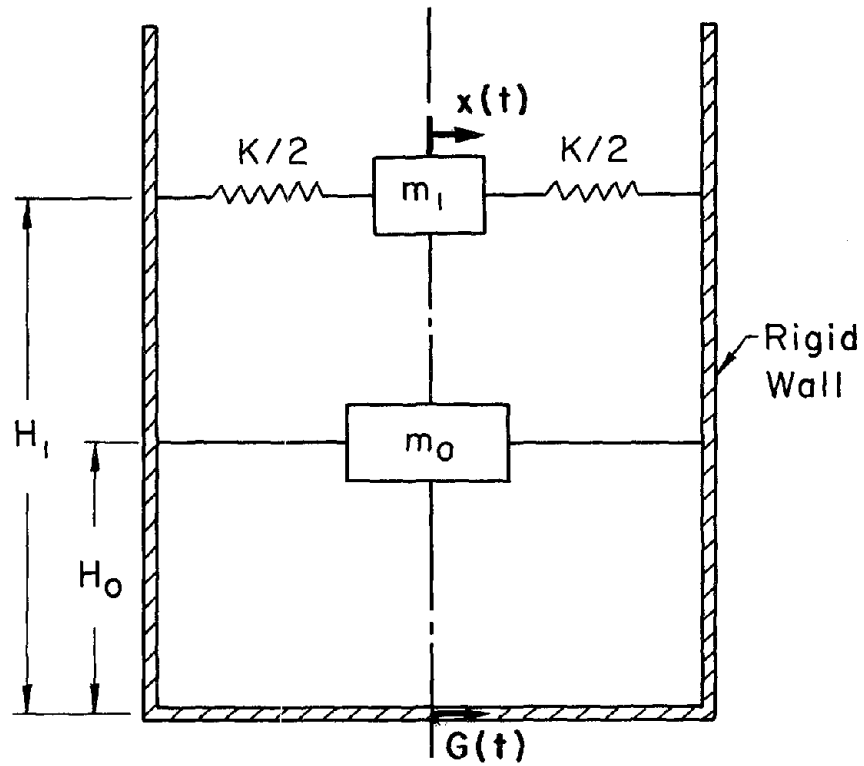 x(t)
K/2
K/2
m₁
Rigid
Wall
H₁
m₀
H₀
G(t)